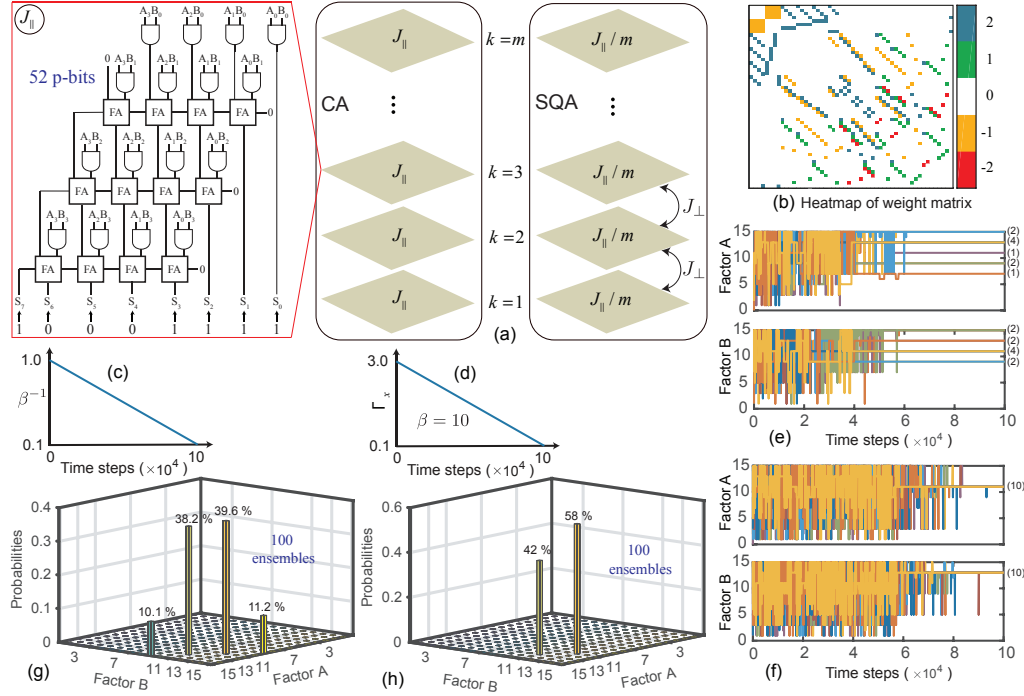 J∥
52 p-bits
A3B0 A2B0 A1B0 A0B0
0 A3B1 A2B1 A1B1 A0B1
FA FA FA FA 0
A3B2 A2B2 A1B2 A0B2
FA FA FA FA 0
A3B3 A2B3 A1B3 A0B3
FA FA FA FA 0
S7 S6 S5 S4 S3 S2 S1 S0
1 0 0 0 1 1 1 1
CA
J∥
k=m
J∥
k=3
J∥
k=2
J∥
k=1
SQA
J∥/m
J∥/m
J⊥
J∥/m
J⊥
J∥/m
(a)
2
1
0
-1
-2
(b) Heatmap of weight matrix
(c)
1.0
β⁻¹
0.1
0
10
Time steps (×10⁴)
(d)
3.0
Γx
β = 10
0.1
0
10
Time steps (×10⁴)
Factor A
15
10
5
0
(2)
(4)
(1)
(2)
(1)
Factor B
15
10
5
0
(2)
(2)
(4)
(2)
0 2 4 6 8 10
(e) Time steps (×10⁴)
Factor A
15
10
5
0
(10)
Factor B
15
10
5
0
(10)
0 2 4 6 8 10
(f) Time steps (×10⁴)
Probabilities
0.4
0.3
0.2
0.1
0
38.2 %
39.6 %
100
ensembles
10.1 %
11.2 %
3 7 11 13 15
15 13 11 7 3
(g) Factor B Factor A
Probabilities
0.6
0.4
0.2
0
58 %
42 %
100
ensembles
3 7 11 13 15
15 13 11 7 3
(h) Factor B Factor A